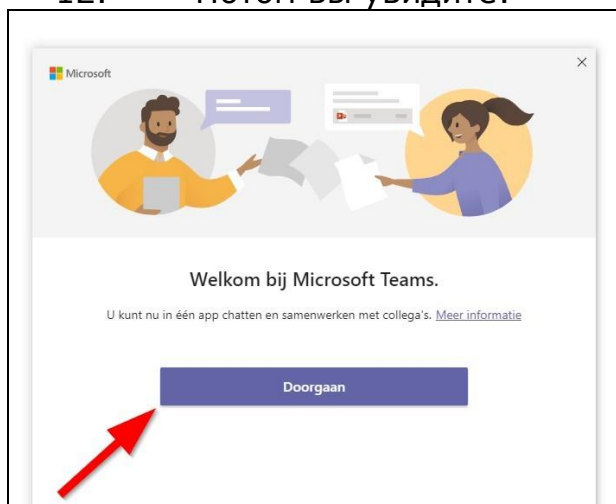 12. Потом вы увидите:
Microsoft
Welkom bij Microsoft Teams.
U kunt nu in één app chatten en samenwerken met collega's. Meer informatie
Doorgaan